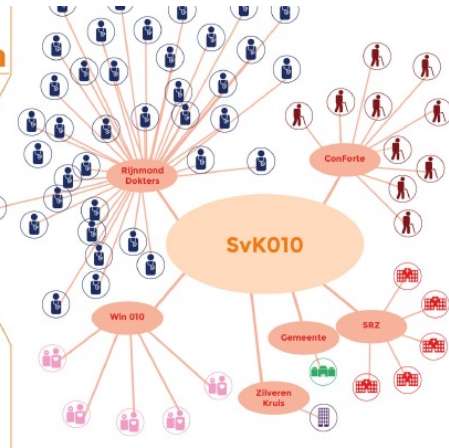 Rijnmond
Dokters
ConForte
SvK010
Win 010
Gemeente
SRZ
Zilveren
Kruis